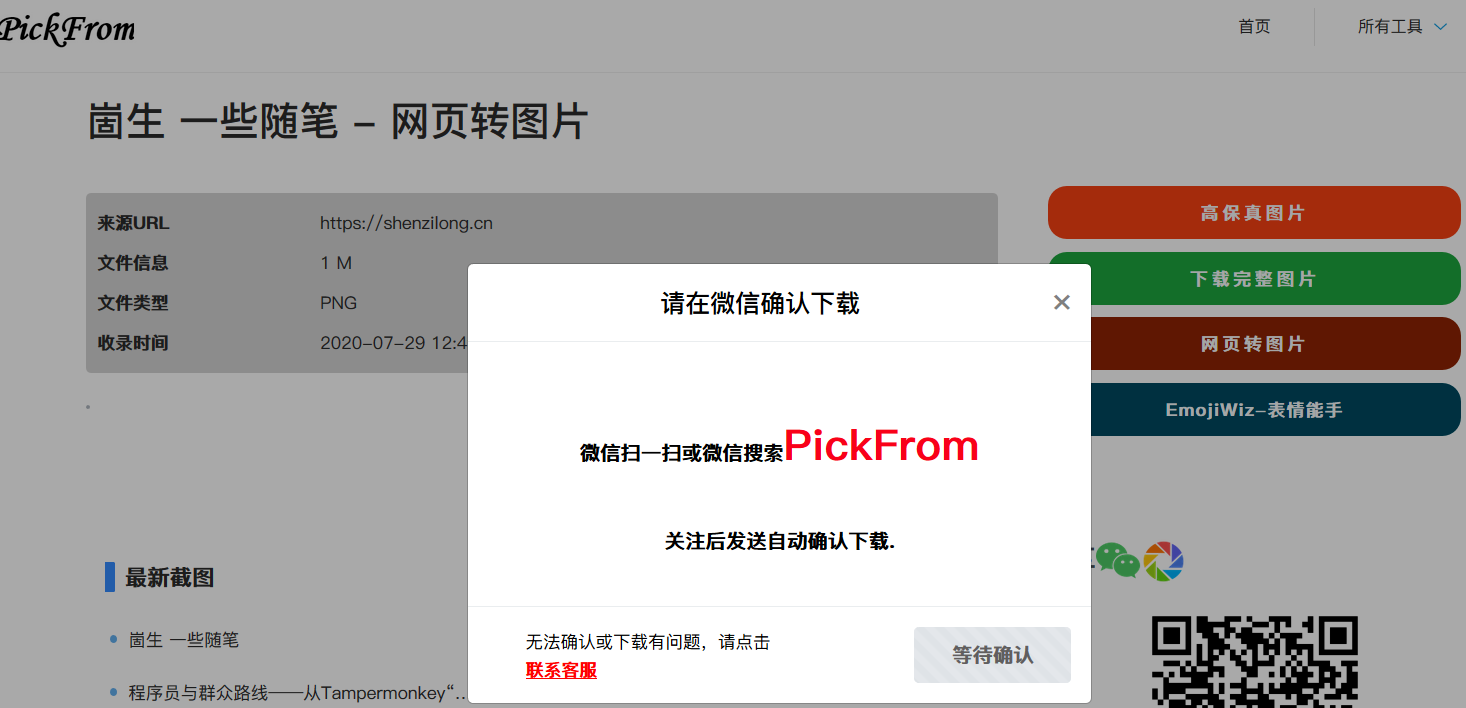 PickFrom
首页
所有工具
崮生 一些随笔 - 网页转图片
来源URL
https://shenzilong.cn
文件信息
1 M
文件类型
PNG
收录时间
2020-07-29 12:4
高保真图片
下载完整图片
网页转图片
EmojiWiz-表情能手
请在微信确认下载
×
微信扫一扫或微信搜索PickFrom
关注后发送自动确认下载.
无法确认或下载有问题，请点击
联系客服
等待确认
最新截图
崮生 一些随笔
程序员与群众路线——从Tampermonkey“...